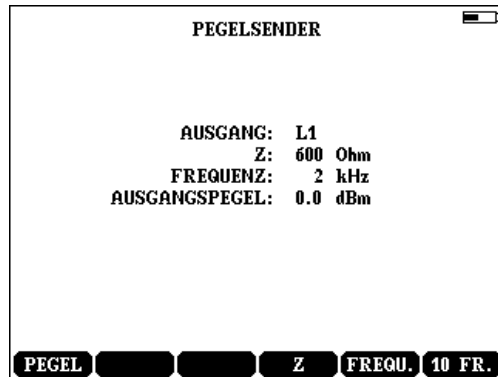 PEGELSENDER
AUSGANG: L1
Z: 600 Ohm
FREQUENZ: 2 kHz
AUSGANGSPEGEL: 0.0 dBm
PEGEL Z FREQU. 10 FR.